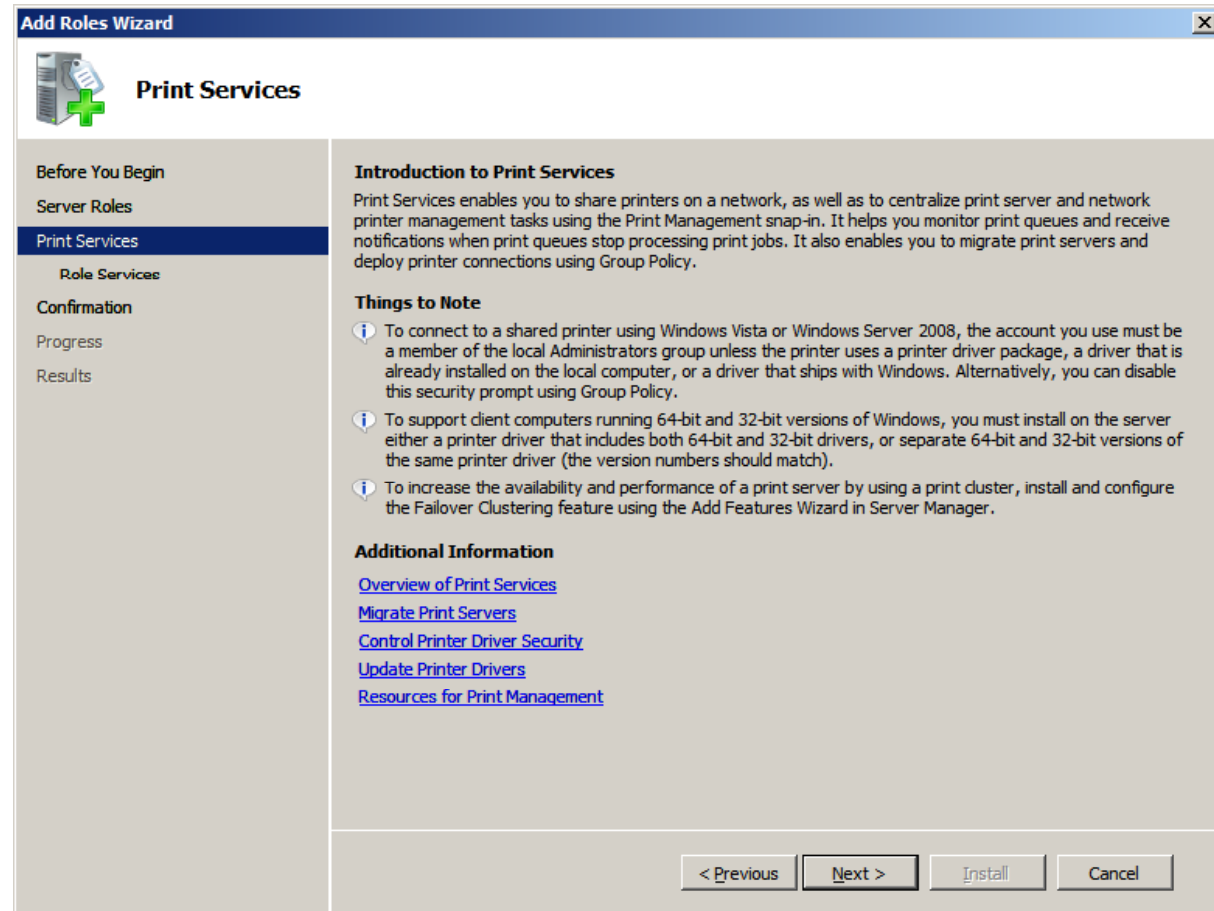 Add Roles Wizard
Print Services
Before You Begin
Server Roles
Print Services
Role Services
Confirmation
Progress
Results
Introduction to Print Services
Print Services enables you to share printers on a network, as well as to centralize print server and network
printer management tasks using the Print Management snap-in. It helps you monitor print queues and receive
notifications when print queues stop processing print jobs. It also enables you to migrate print servers and
deploy printer connections using Group Policy.
Things to Note
To connect to a shared printer using Windows Vista or Windows Server 2008, the account you use must be
a member of the local Administrators group unless the printer uses a printer driver package, a driver that is
already installed on the local computer, or a driver that ships with Windows. Alternatively, you can disable
this security prompt using Group Policy.
To support client computers running 64-bit and 32-bit versions of Windows, you must install on the server
either a printer driver that includes both 64-bit and 32-bit drivers, or separate 64-bit and 32-bit versions of
the same printer driver (the version numbers should match).
To increase the availability and performance of a print server by using a print cluster, install and configure
the Failover Clustering feature using the Add Features Wizard in Server Manager.
Additional Information
Overview of Print Services
Migrate Print Servers
Control Printer Driver Security
Update Printer Drivers
Resources for Print Management
< Previous Next > Install Cancel